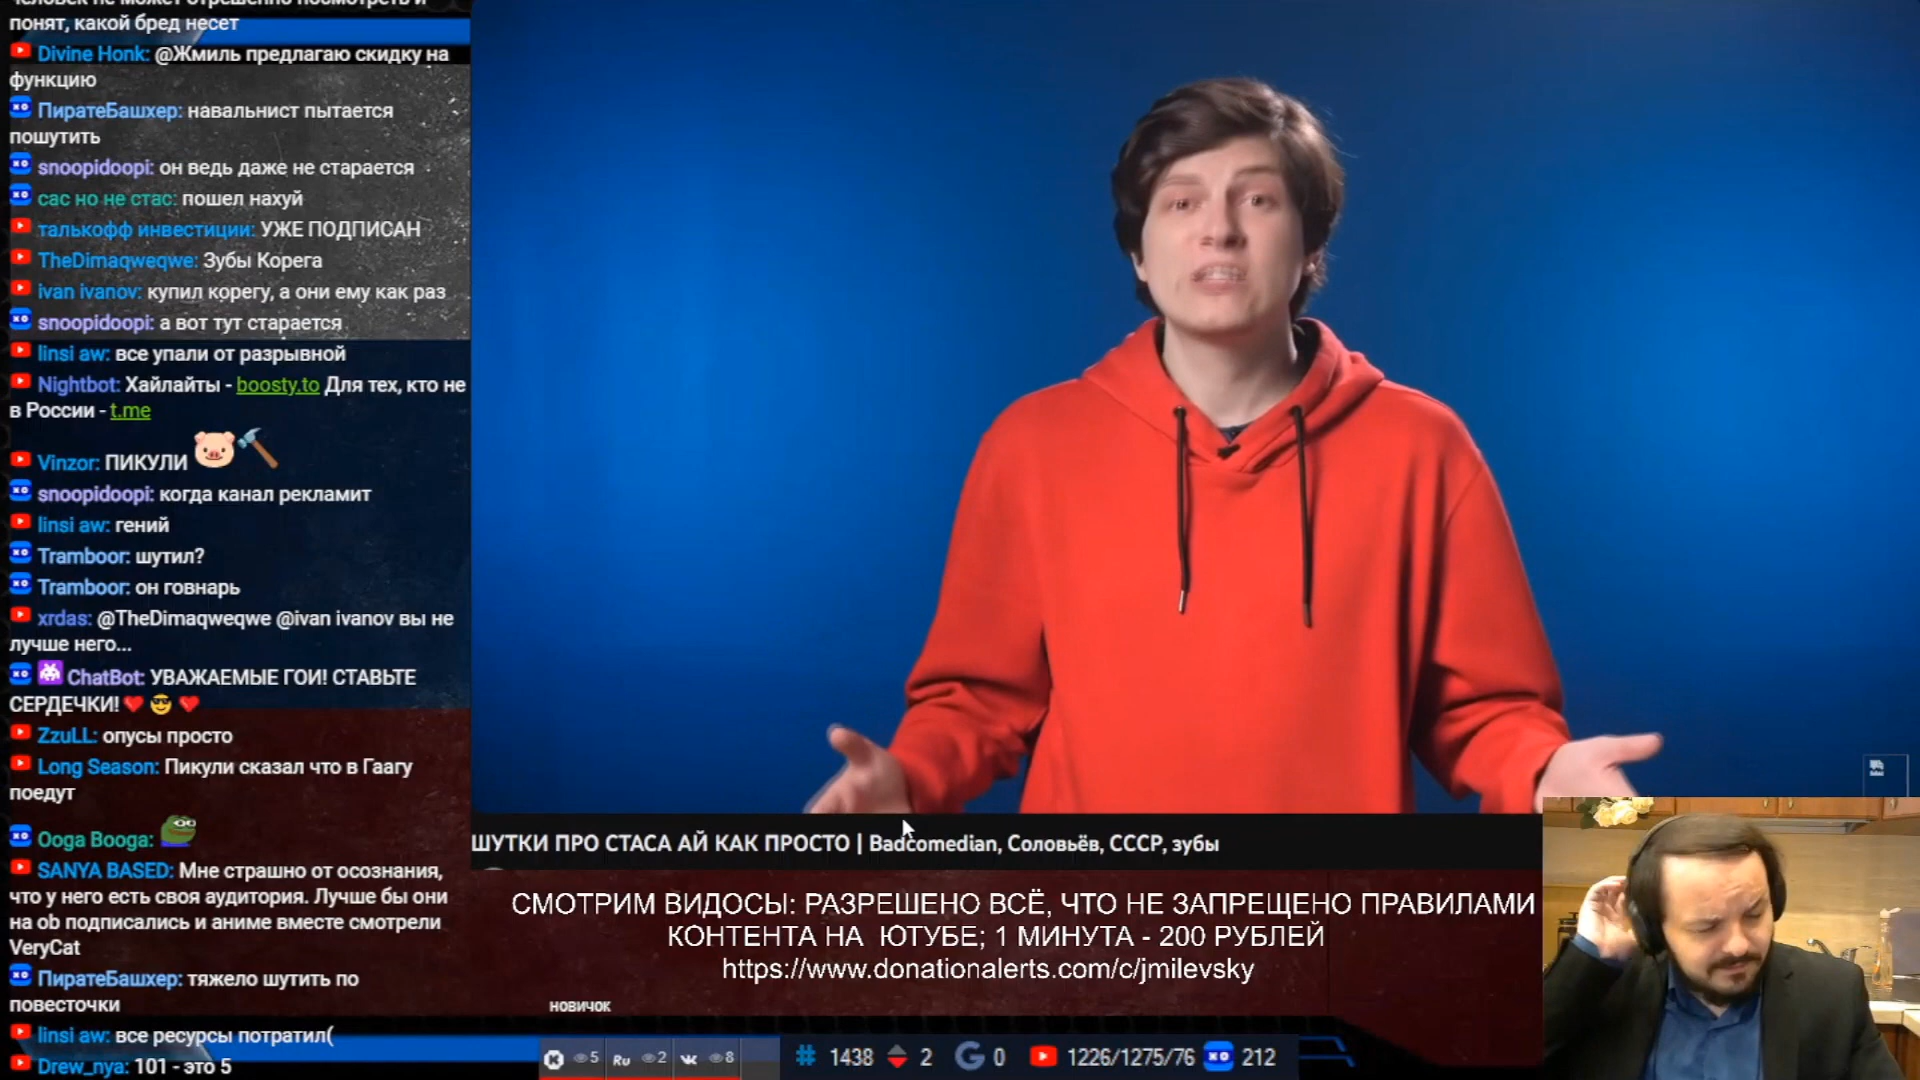 человек не может отрешенно посмотреть и
понят, какой бред несет
Divine Honk: @Жмиль предлагаю скидку на
функцию
ПиратеБашхер: навальнист пытается
пошутить
snoopidoopi: он ведь даже не старается
сас но не стас: пошел нахуй
талькофф инвестиции: УЖЕ ПОДПИСАН
TheDimaqweqwe: Зубы Корега
ivan ivanov: купил корегу, а они ему как раз
snoopidoopi: а вот тут старается
linsi aw: все упали от разрывной
Nightbot: Хайлайты - boosty.to Для тех, кто не
в России - t.me
Vinzor: ПИКУЛИ
snoopidoopi: когда канал рекламит
linsi aw: гений
Tramboor: шутил?
Tramboor: он говнарь
xrdas: @TheDimaqweqwe @ivan ivanov вы не
лучше него...
ChatBot: УВАЖАЕМЫЕ ГОИ! СТАВЬТЕ
СЕРДЕЧКИ!
ZzuLL: опусы просто
Long Season: Пикули сказал что в Гаагу
поедут
Ooga Booga:
SANYA BASED: Мне страшно от осознания,
что у него есть своя аудитория. Лучше бы они
на ob подписались и аниме вместе смотрели
VeryCat
ПиратеБашхер: тяжело шутить по
повесточки
linsi aw: все ресурсы потратил(
Drew_nya: 101 - это 5
ШУТКИ ПРО СТАСА АЙ КАК ПРОСТО | Badcomedian, Соловьёв, СССР, зубы
СМОТРИМ ВИДОСЫ: РАЗРЕШЕНО ВСЁ, ЧТО НЕ ЗАПРЕЩЕНО ПРАВИЛАМИ
КОНТЕНТА НА ЮТУБЕ; 1 МИНУТА - 200 РУБЛЕЙ
https://www.donationalerts.com/c/jmilevsky
новичок
K 5 Ru 2 VK 8 # 1438 2 G 0 1226/1275/76 XO 212